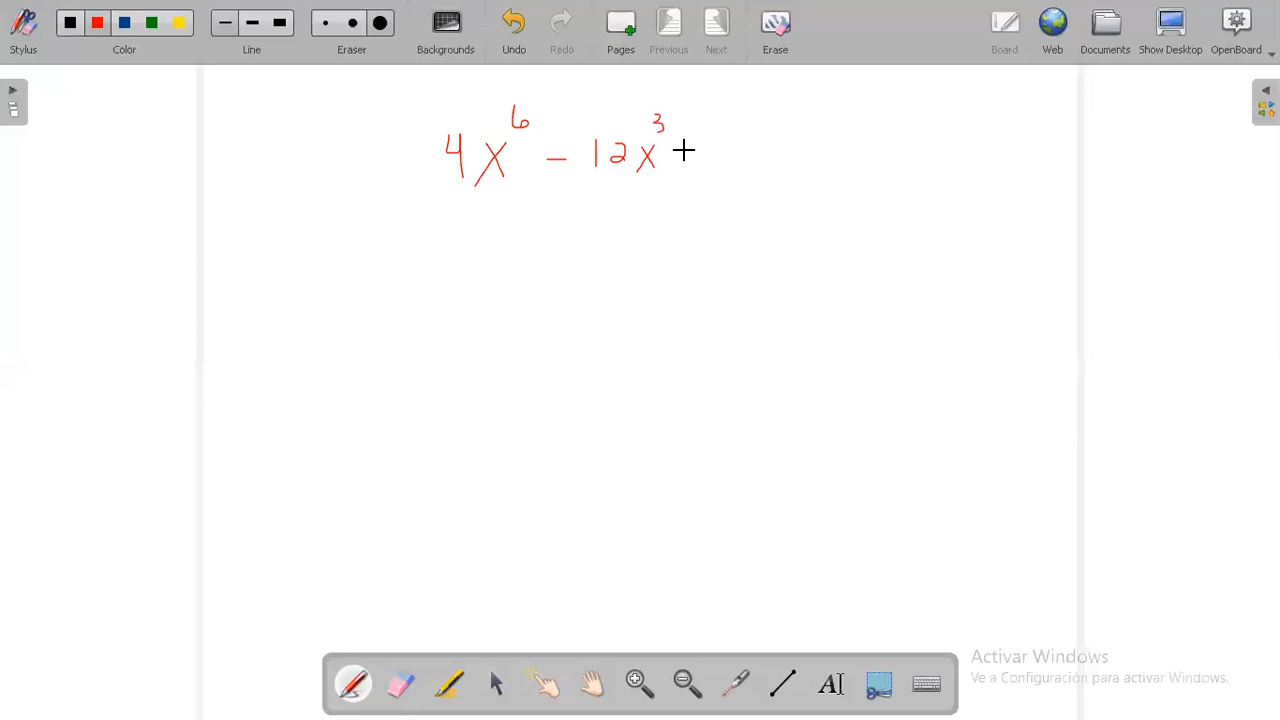 Stylus Color Line Eraser Backgrounds Undo Redo Pages Previous Next Erase Board Web Documents Show Desktop OpenBoard
4x⁶ - 12x³
Activar Windows
Ve a Configuración para activar Windows.